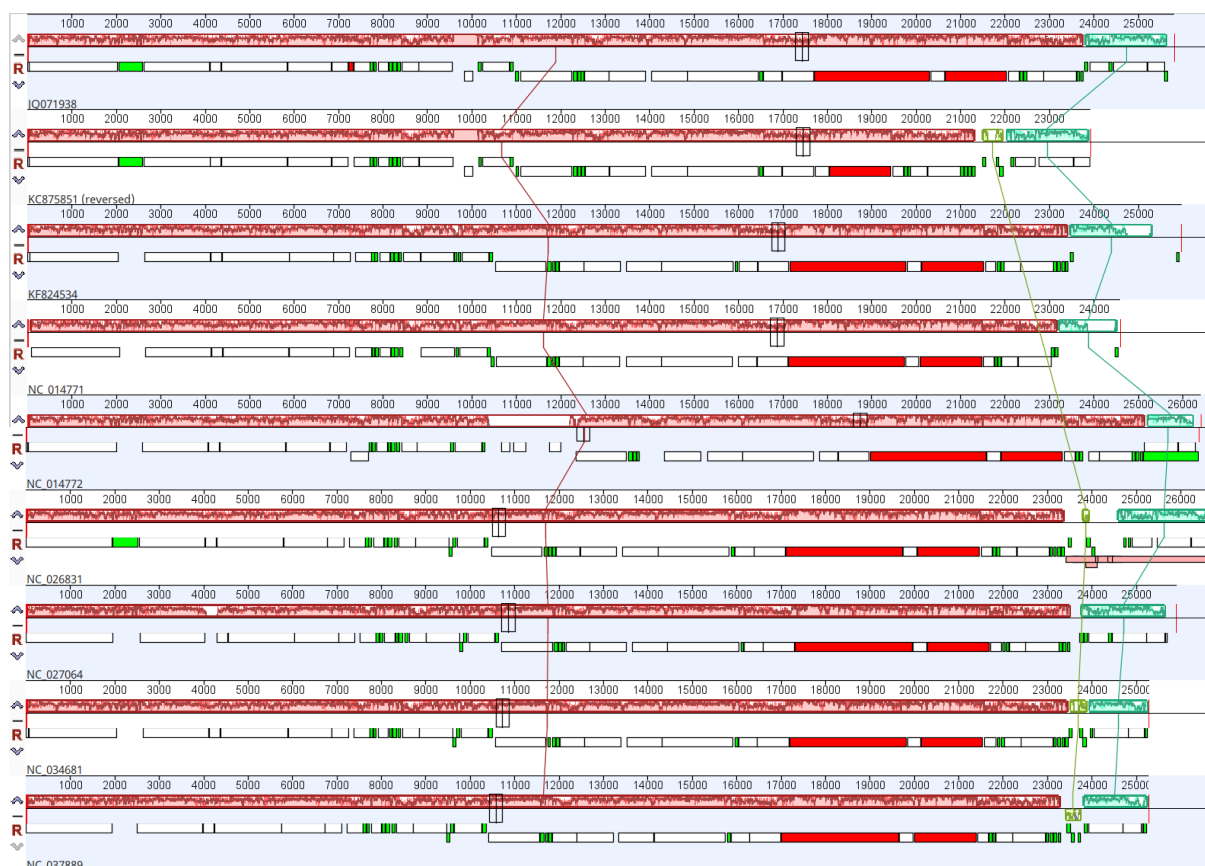 1000 2000 3000 4000 5000 6000 7000 8000 9000 10000 11000 12000 13000 14000 15000 16000 17000 18000 19000 20000 21000 22000 23000 24000 25000
R
JQ071938
1000 2000 3000 4000 5000 6000 7000 8000 9000 10000 11000 12000 13000 14000 15000 16000 17000 18000 19000 20000 21000 22000 23000
R
KC875851 (reversed)
1000 2000 3000 4000 5000 6000 7000 8000 9000 10000 11000 12000 13000 14000 15000 16000 17000 18000 19000 20000 21000 22000 23000 24000 25000
R
KF824534
1000 2000 3000 4000 5000 6000 7000 8000 9000 10000 11000 12000 13000 14000 15000 16000 17000 18000 19000 20000 21000 22000 23000 24000
R
NC_014771
1000 2000 3000 4000 5000 6000 7000 8000 9000 10000 11000 12000 13000 14000 15000 16000 17000 18000 19000 20000 21000 22000 23000 24000 25000 26000
R
NC_014772
1000 2000 3000 4000 5000 6000 7000 8000 9000 10000 11000 12000 13000 14000 15000 16000 17000 18000 19000 20000 21000 22000 23000 24000 25000 26000
R
NC_026831
1000 2000 3000 4000 5000 6000 7000 8000 9000 10000 11000 12000 13000 14000 15000 16000 17000 18000 19000 20000 21000 22000 23000 24000 25000
R
NC_027064
1000 2000 3000 4000 5000 6000 7000 8000 9000 10000 11000 12000 13000 14000 15000 16000 17000 18000 19000 20000 21000 22000 23000 24000 25000
R
NC_034681
1000 2000 3000 4000 5000 6000 7000 8000 9000 10000 11000 12000 13000 14000 15000 16000 17000 18000 19000 20000 21000 22000 23000 24000 25000
R
NC_037889